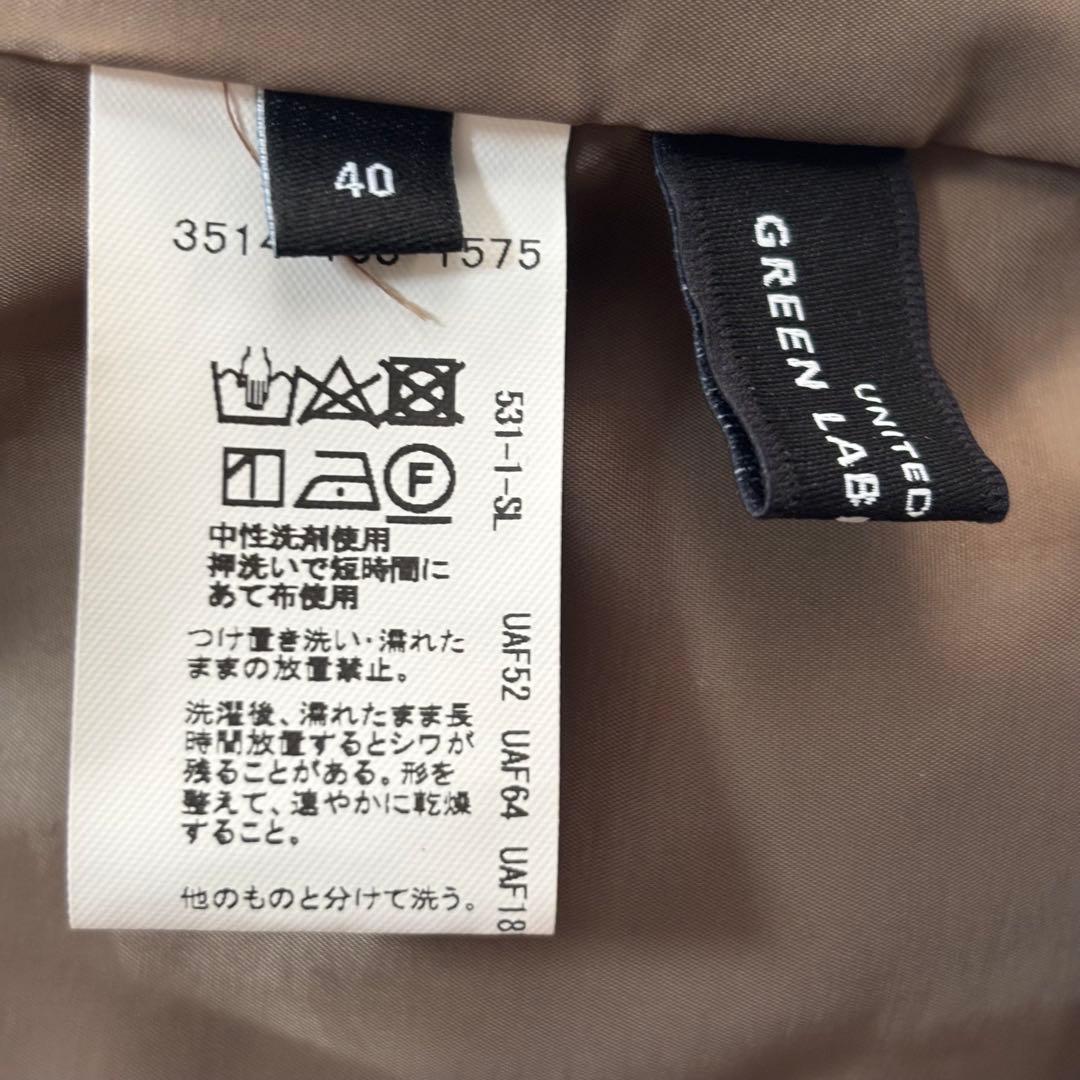 40
1575
F
中性洗剤使用
押洗いで短時間に
あて布使用
つけ置き洗い・濡れた
ままの放置禁止。
洗濯後、濡れたまま長
時間放置するとシワが
残ることがある。形を
整えて、速やかに乾燥
すること。
他のものと分けて洗う。
531-1-SL
UAF52 UAF64 UAF18
UNITED
GREEN LAB